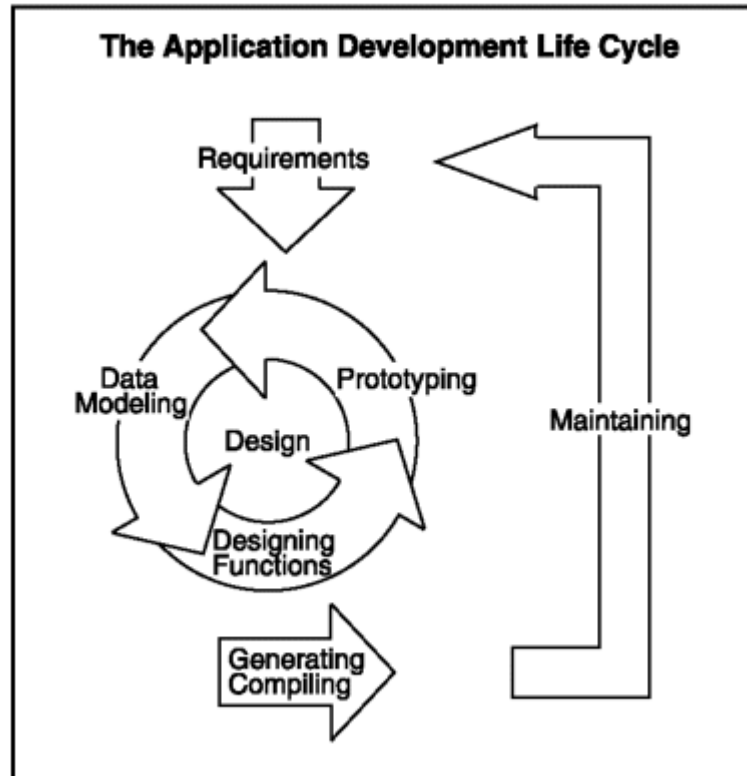 The Application Development Life Cycle
Requirements
Data
Modeling
Prototyping
Design
Maintaining
Designing
Functions
Generating
Compiling